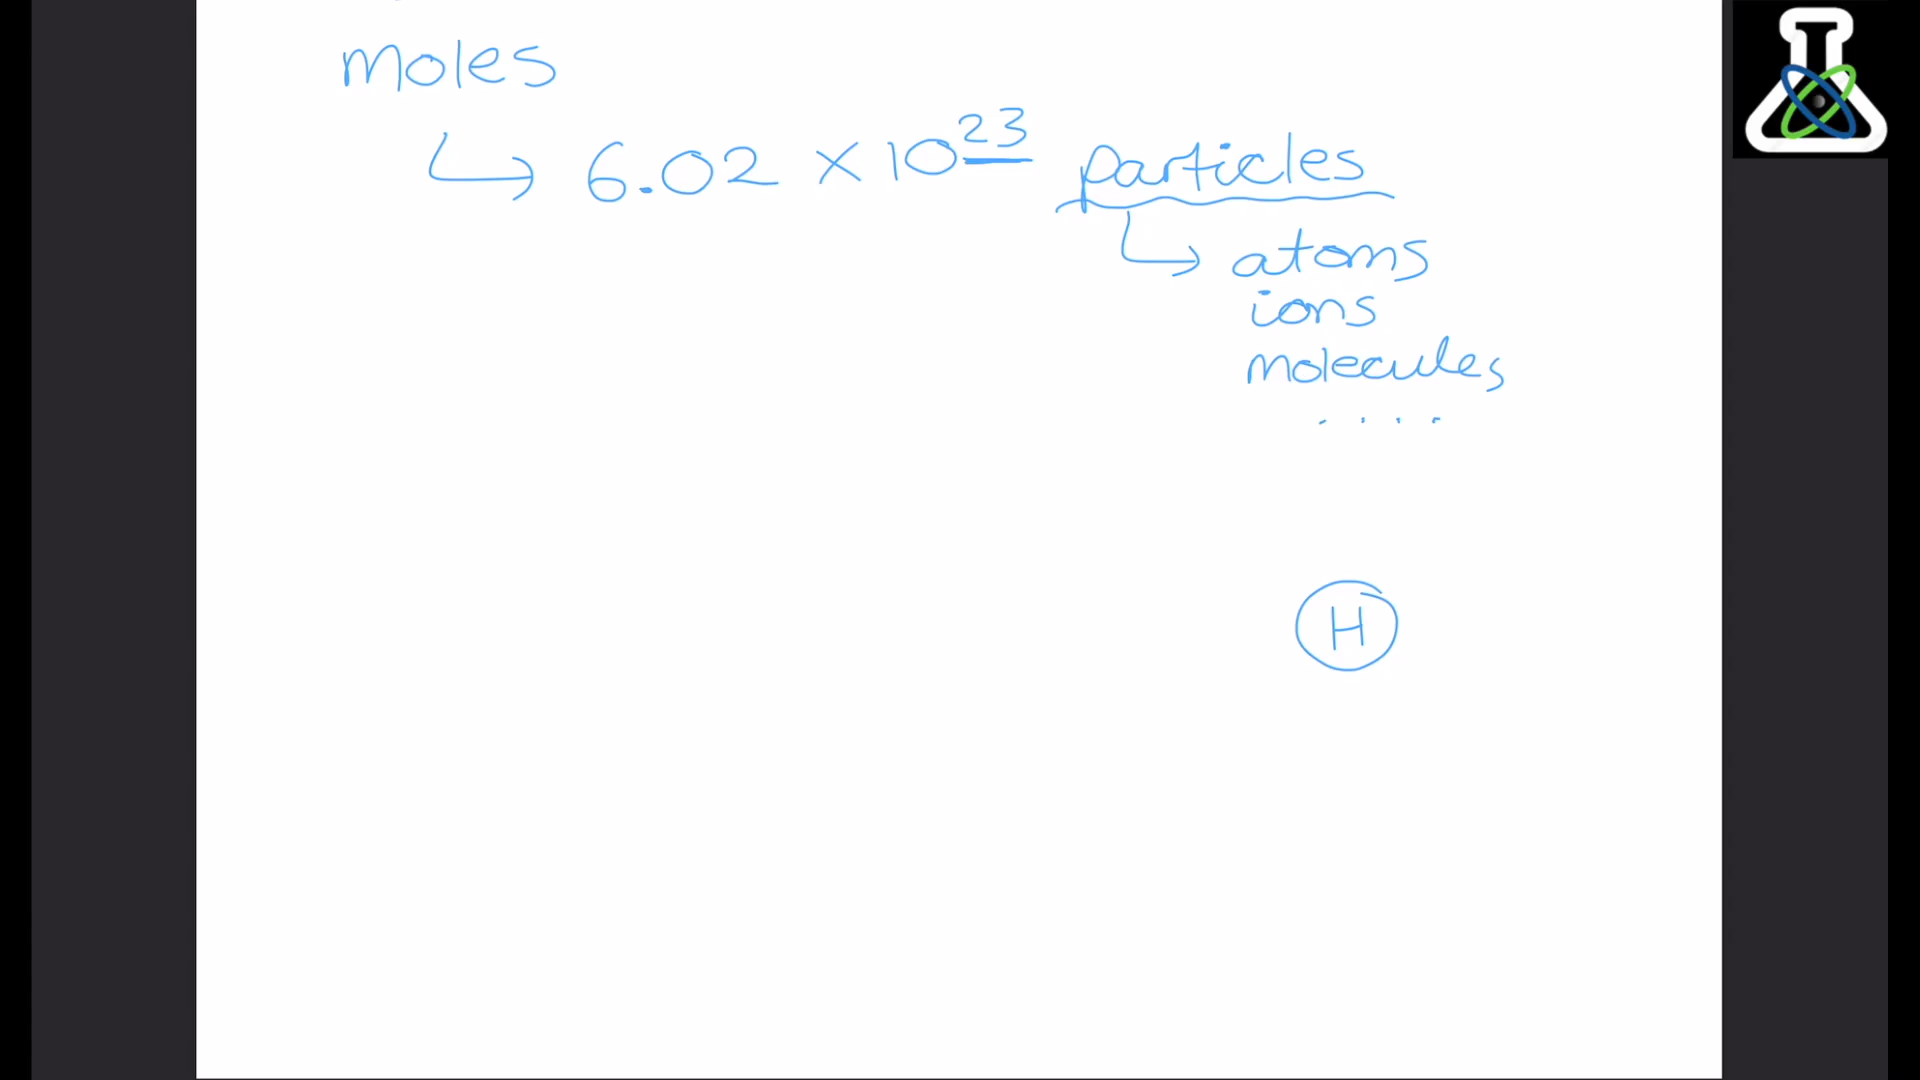 moles
↳ 6.02 × 10²³ particles
↳ atoms
ions
molecules
....
H